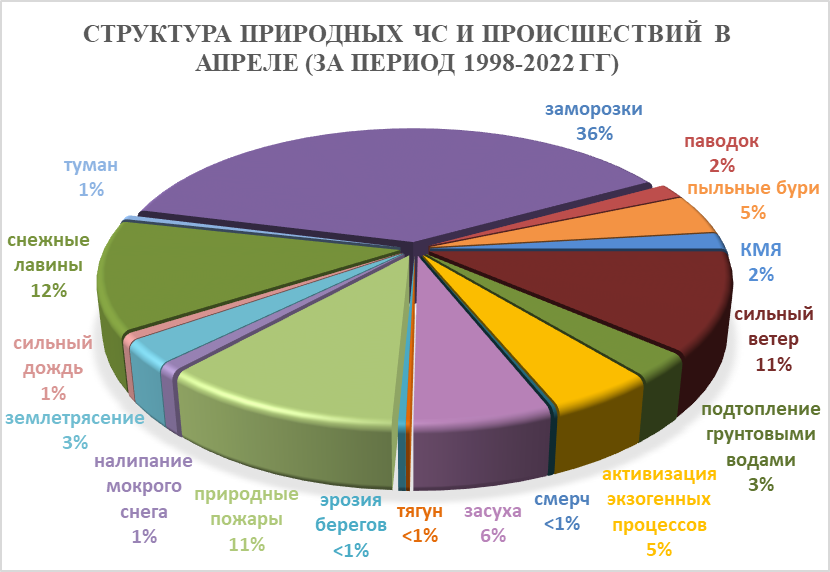 СТРУКТУРА ПРИРОДНЫХ ЧС И ПРОИСШЕСТВИЙ В
АПРЕЛЕ (ЗА ПЕРИОД 1998-2022 ГГ)
заморозки
36%
паводок
2%
пыльные бури
5%
КМЯ
2%
сильный
ветер
11%
подтопление
грунтовыми
водами
3%
активизация
экзогенных
процессов
5%
смерч
<1%
засуха
6%
тягун
<1%
эрозия
берегов
<1%
природные
пожары
11%
налипание
мокрого
снега
1%
землетрясение
3%
сильный
дождь
1%
снежные
лавины
12%
туман
1%